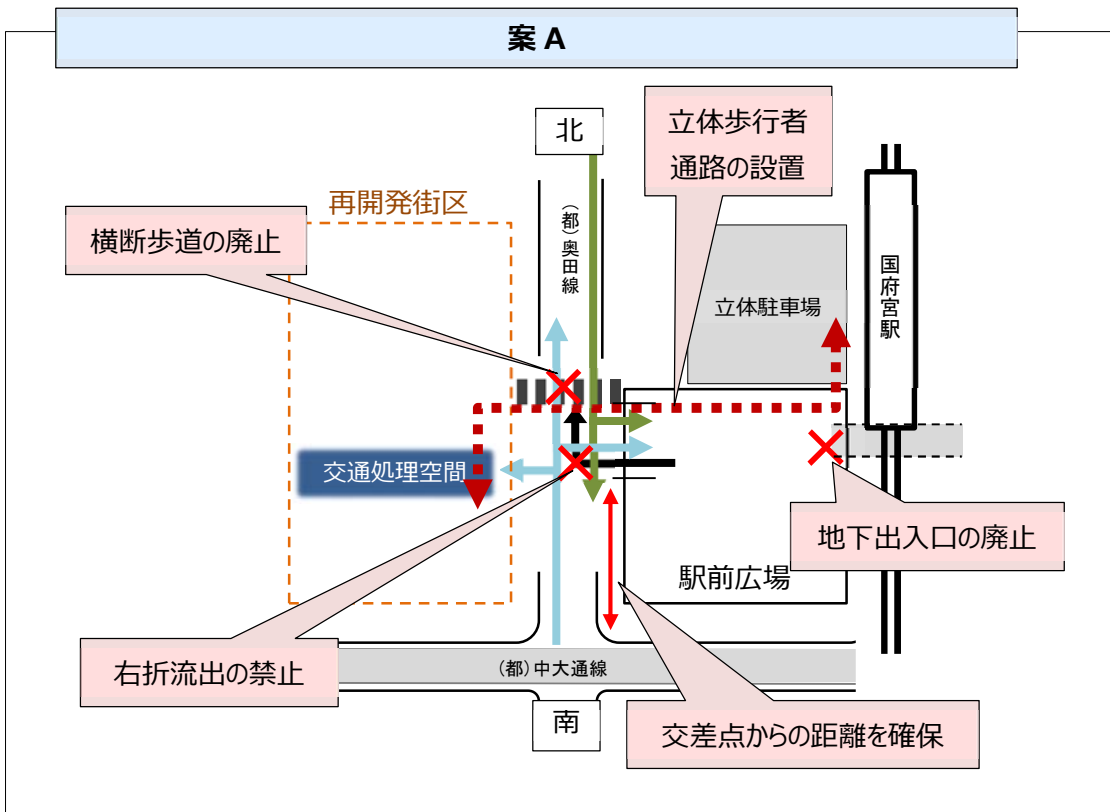 案 A
北
立体歩行者
通路の設置
再開発街区
横断歩道の廃止
(都)奥田線
国府宮駅
立体駐車場
交通処理空間
地下出入口の廃止
駅前広場
右折流出の禁止
(都)中大通線
南
交差点からの距離を確保